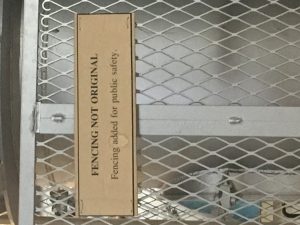 FENCING NOT ORIGINAL
Fencing added for public safety.